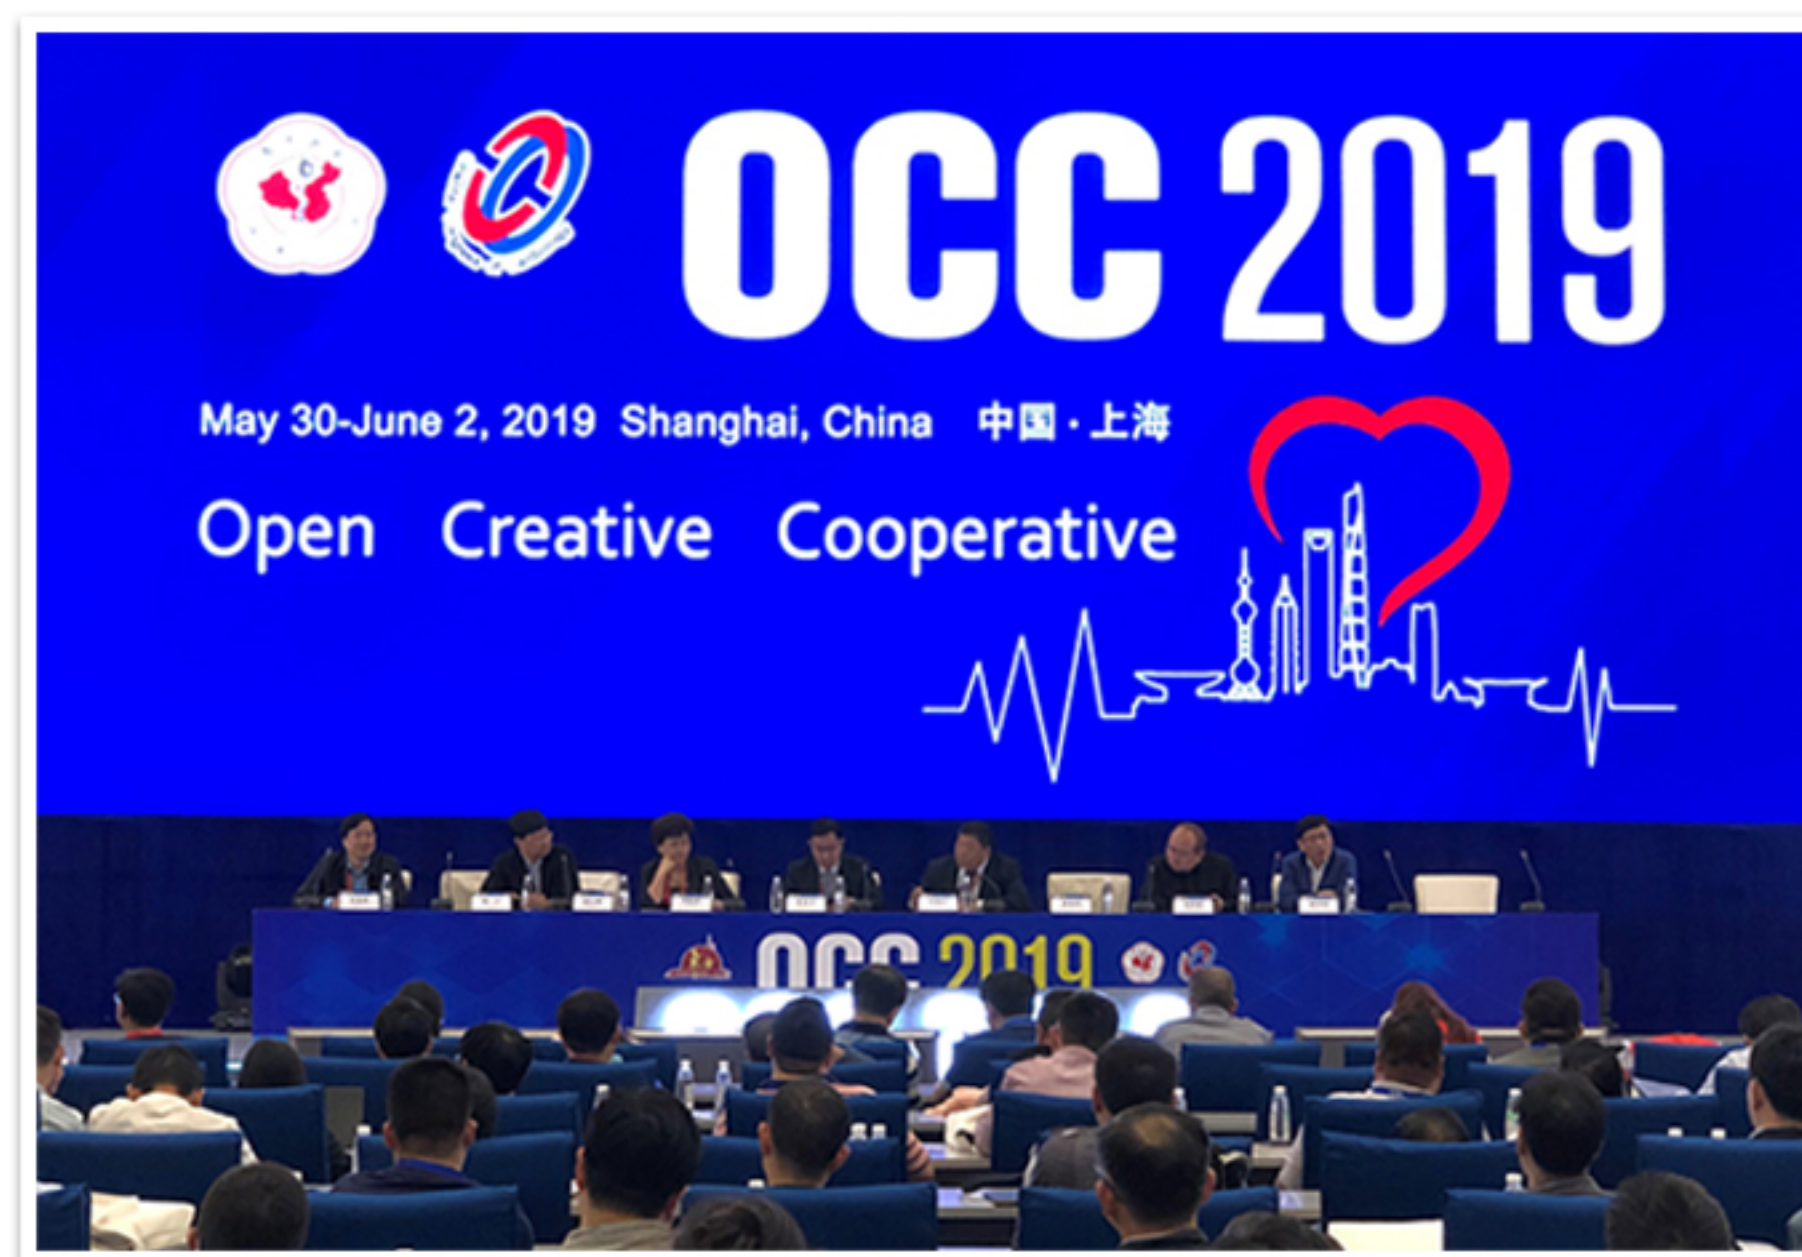 OCC 2019
May 30-June 2, 2019 Shanghai, China 中国·上海
Open Creative Cooperative
OCC 2019